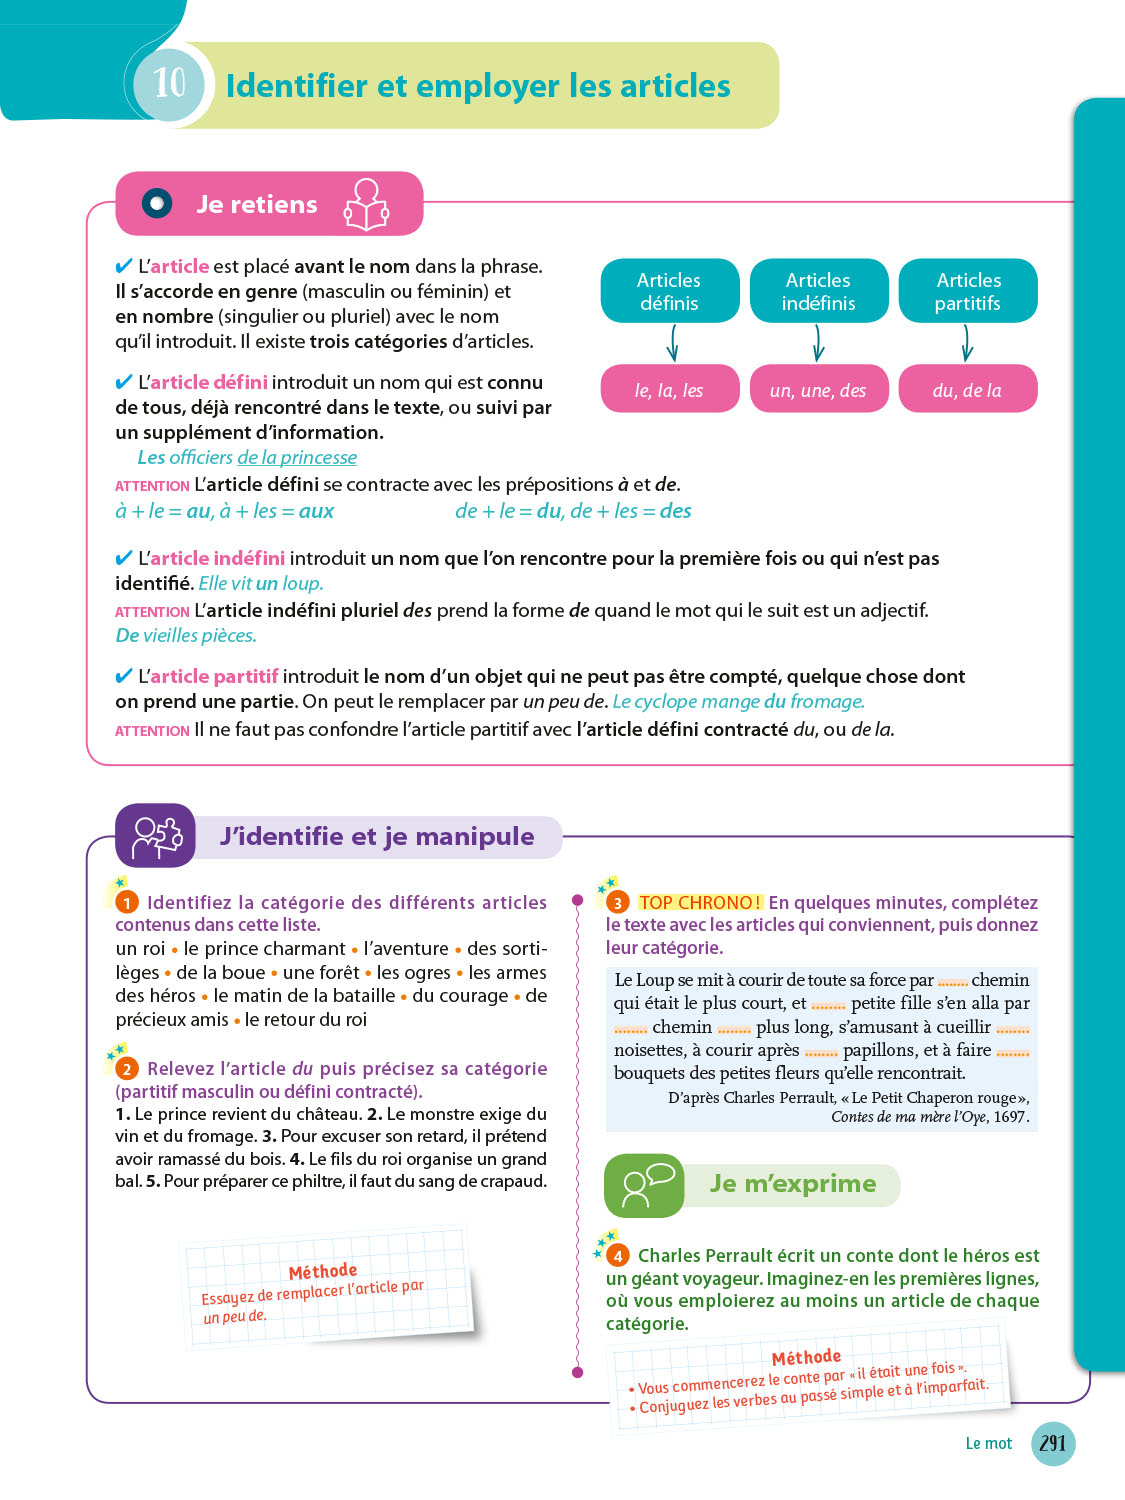 10
Identifier et employer les articles
Je retiens
✔ L’article est placé avant le nom dans la phrase.
Il s’accorde en genre (masculin ou féminin) et
en nombre (singulier ou pluriel) avec le nom
qu’il introduit. Il existe trois catégories d’articles.
✔ L’article défini introduit un nom qui est connu
de tous, déjà rencontré dans le texte, ou suivi par
un supplément d’information.
Les officiers de la princesse
Articles
définis
Articles
indéfinis
Articles
partitifs
le, la, les
un, une, des
du, de la
ATTENTION L’article défini se contracte avec les prépositions à et de.
à + le = au, à + les = aux de + le = du, de + les = des
✔ L’article indéfini introduit un nom que l’on rencontre pour la première fois ou qui n’est pas
identifié. Elle vit un loup.
ATTENTION L’article indéfini pluriel des prend la forme de quand le mot qui le suit est un adjectif.
De vieilles pièces.
✔ L’article partitif introduit le nom d’un objet qui ne peut pas être compté, quelque chose dont
on prend une partie. On peut le remplacer par un peu de. Le cyclope mange du fromage.
ATTENTION Il ne faut pas confondre l’article partitif avec l’article défini contracté du, ou de la.
J’identifie et je manipule
1 Identifiez la catégorie des différents articles
contenus dans cette liste.
un roi • le prince charmant • l’aventure • des sorti-
lèges • de la boue • une forêt • les ogres • les armes
des héros • le matin de la bataille • du courage • de
précieux amis • le retour du roi
2 Relevez l’article du puis précisez sa catégorie
(partitif masculin ou défini contracté).
1. Le prince revient du château. 2. Le monstre exige du
vin et du fromage. 3. Pour excuser son retard, il prétend
avoir ramassé du bois. 4. Le fils du roi organise un grand
bal. 5. Pour préparer ce philtre, il faut du sang de crapaud.
Méthode
Essayez de remplacer l’article par
un peu de.
3 TOP CHRONO ! En quelques minutes, complétez
le texte avec les articles qui conviennent, puis donnez
leur catégorie.
Le Loup se mit à courir de toute sa force par ........ chemin
qui était le plus court, et ........ petite fille s’en alla par
........ chemin ........ plus long, s’amusant à cueillir ........
noisettes, à courir après ........ papillons, et à faire ........
bouquets des petites fleurs qu’elle rencontrait.
D’après Charles Perrault, « Le Petit Chaperon rouge »,
Contes de ma mère l’Oye, 1697.
Je m’exprime
4 Charles Perrault écrit un conte dont le héros est
un géant voyageur. Imaginez-en les premières lignes,
où vous emploierez au moins un article de chaque
catégorie.
Méthode
• Vous commencerez le conte par « il était une fois ».
• Conjuguez les verbes au passé simple et à l’imparfait.
Le mot 291